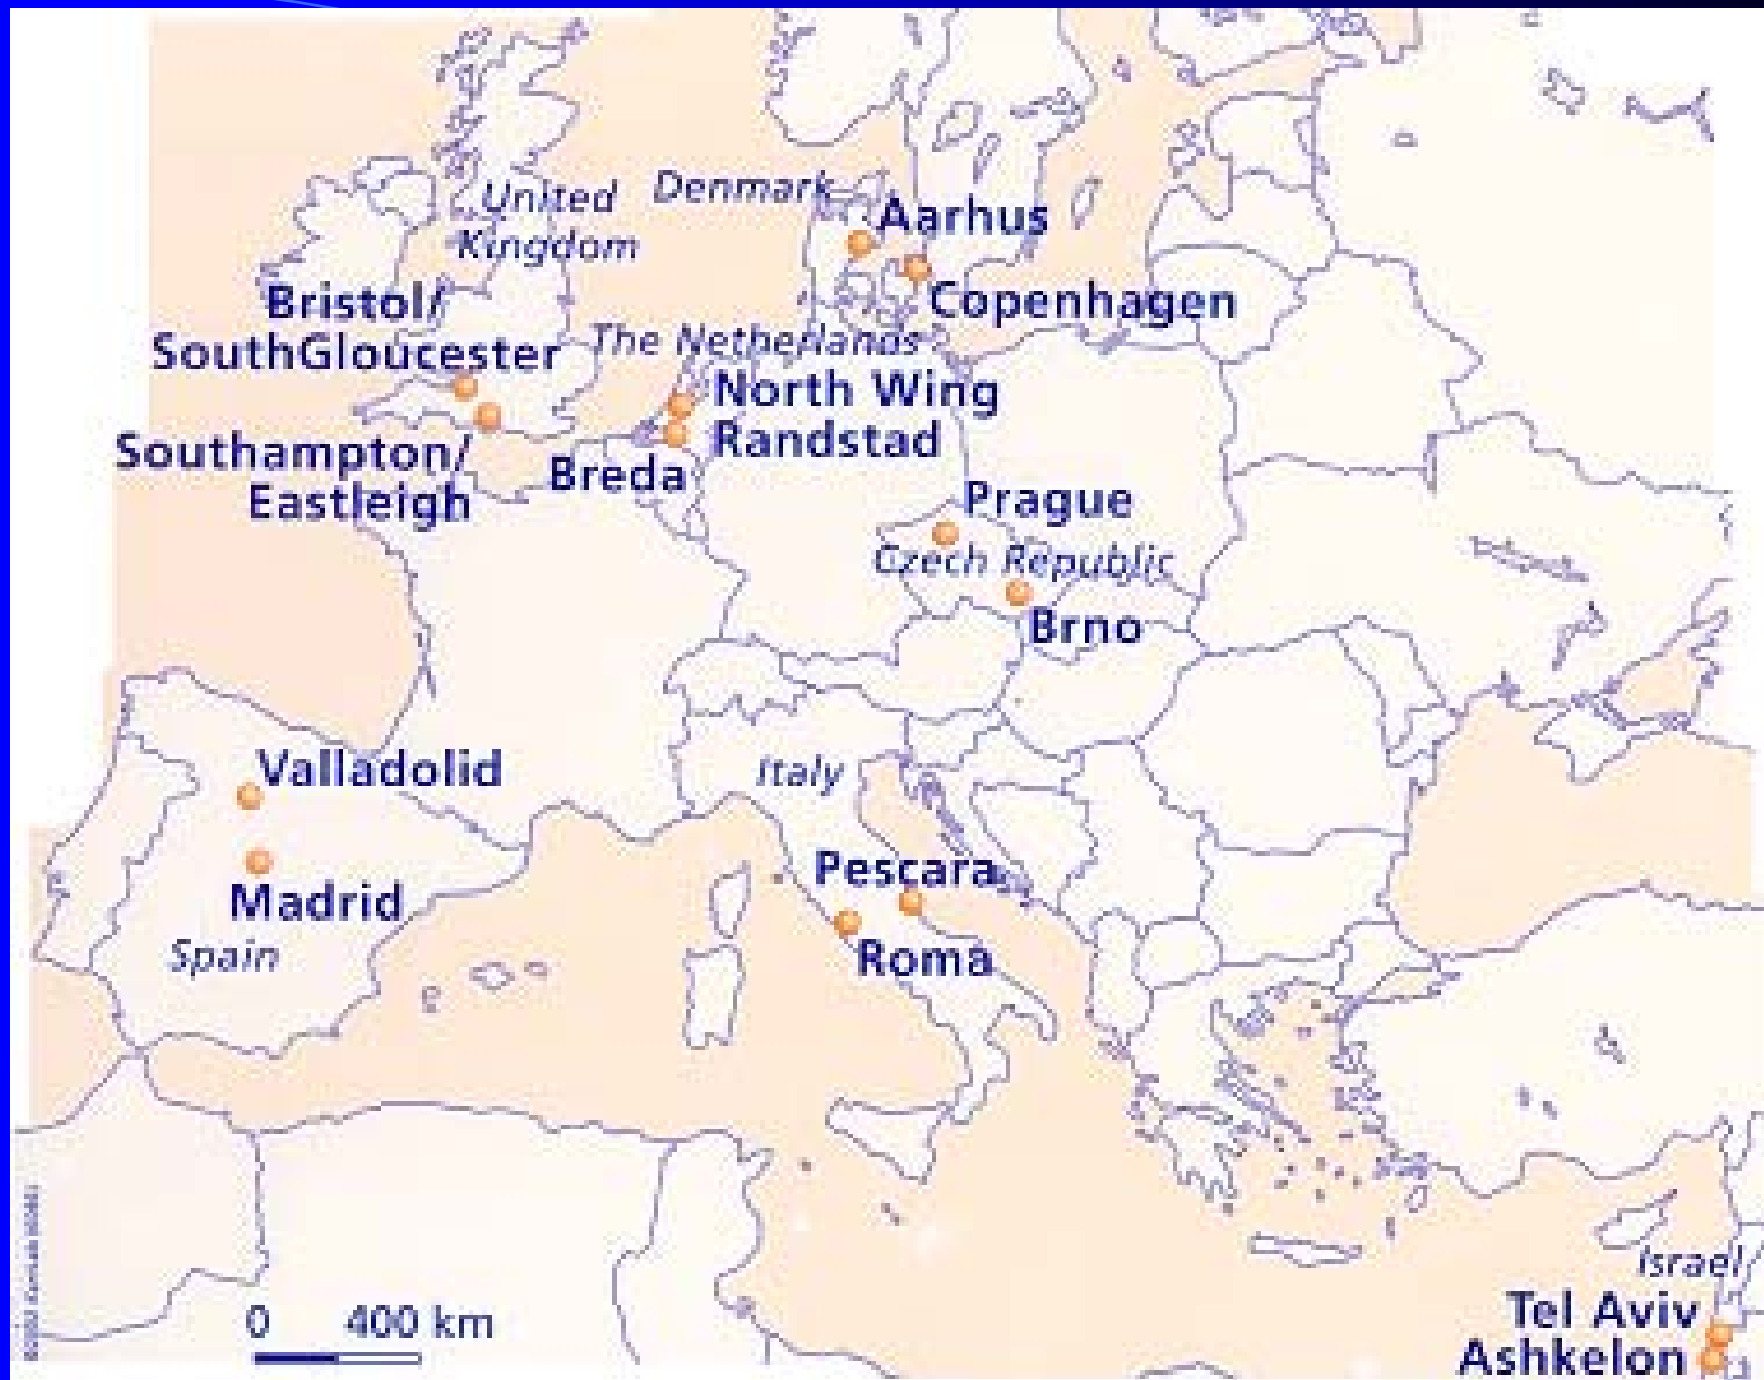 United
Kingdom
Denmark
Aarhus
Copenhagen
Bristol/
SouthGloucester
The Netherlands
North Wing
Randstad
Southampton/
Eastleigh
Breda
Prague
Czech Republic
Brno
Valladolid
Italy
Madrid
Spain
Pescara
Roma
Israel
Tel Aviv
Ashkelon
0 400 km